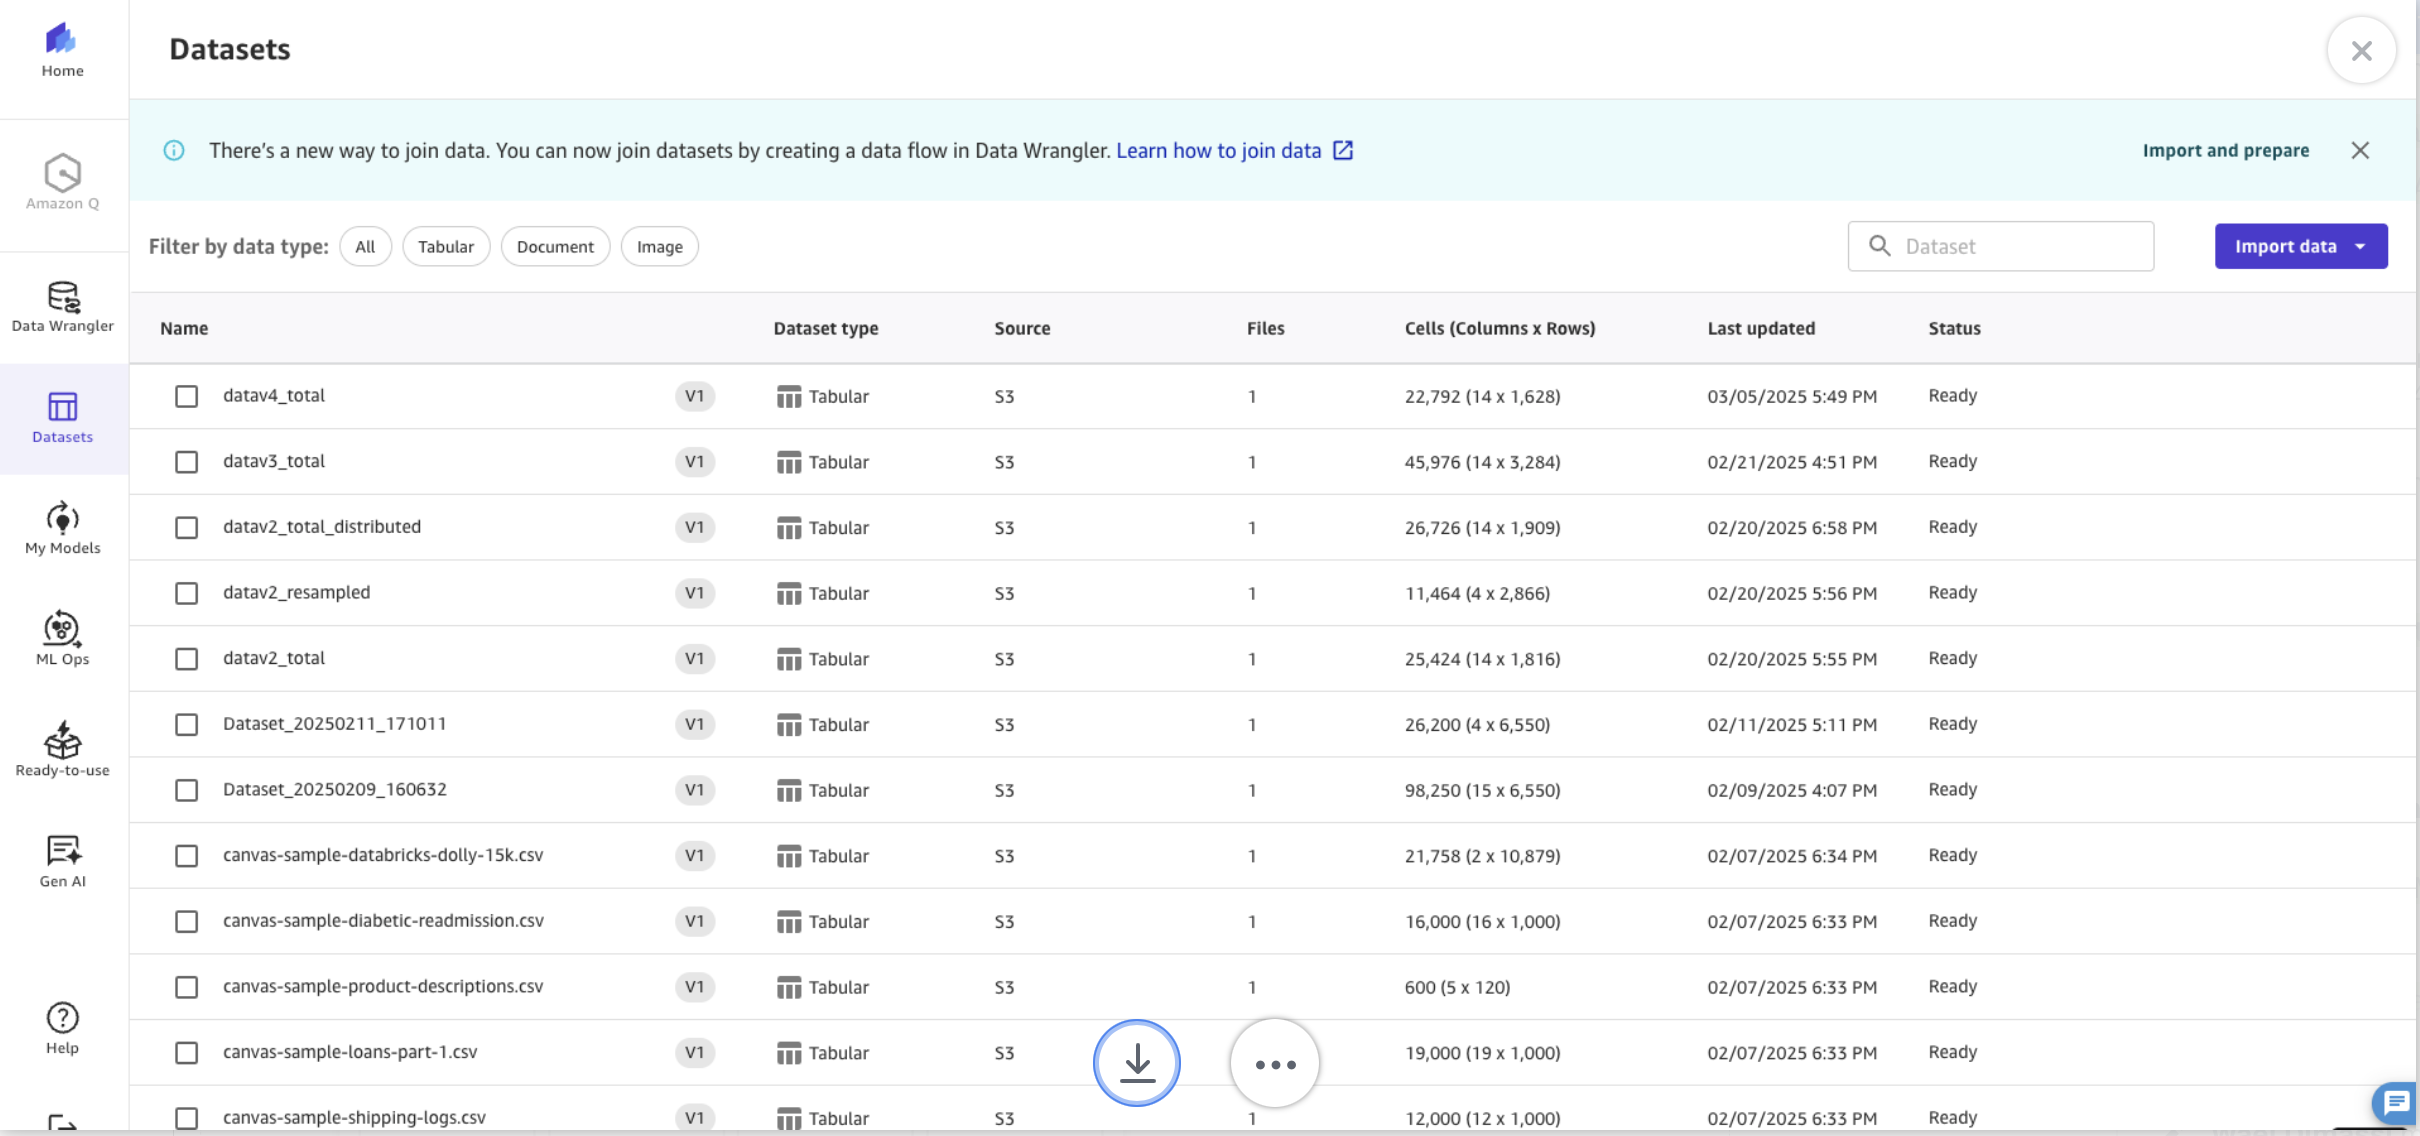 Home
Amazon Q
Data Wrangler
Datasets
My Models
ML Ops
Ready-to-use
Gen AI
Help
Datasets
There's a new way to join data. You can now join datasets by creating a data flow in Data Wrangler. Learn how to join data
Import and prepare
Filter by data type: All Tabular Document Image
Dataset
Import data
Name Dataset type Source Files Cells (Columns x Rows) Last updated Status
datav4_total V1 Tabular S3 1 22,792 (14 x 1,628) 03/05/2025 5:49 PM Ready
datav3_total V1 Tabular S3 1 45,976 (14 x 3,284) 02/21/2025 4:51 PM Ready
datav2_total_distributed V1 Tabular S3 1 26,726 (14 x 1,909) 02/20/2025 6:58 PM Ready
datav2_resampled V1 Tabular S3 1 11,464 (4 x 2,866) 02/20/2025 5:56 PM Ready
datav2_total V1 Tabular S3 1 25,424 (14 x 1,816) 02/20/2025 5:55 PM Ready
Dataset_20250211_171011 V1 Tabular S3 1 26,200 (4 x 6,550) 02/11/2025 5:11 PM Ready
Dataset_20250209_160632 V1 Tabular S3 1 98,250 (15 x 6,550) 02/09/2025 4:07 PM Ready
canvas-sample-databricks-dolly-15k.csv V1 Tabular S3 1 21,758 (2 x 10,879) 02/07/2025 6:34 PM Ready
canvas-sample-diabetic-readmission.csv V1 Tabular S3 1 16,000 (16 x 1,000) 02/07/2025 6:33 PM Ready
canvas-sample-product-descriptions.csv V1 Tabular S3 1 600 (5 x 120) 02/07/2025 6:33 PM Ready
canvas-sample-loans-part-1.csv V1 Tabular S3 19,000 (19 x 1,000) 02/07/2025 6:33 PM Ready
canvas-sample-shipping-logs.csv V1 Tabular S3 1 12,000 (12 x 1,000) 02/07/2025 6:33 PM Ready